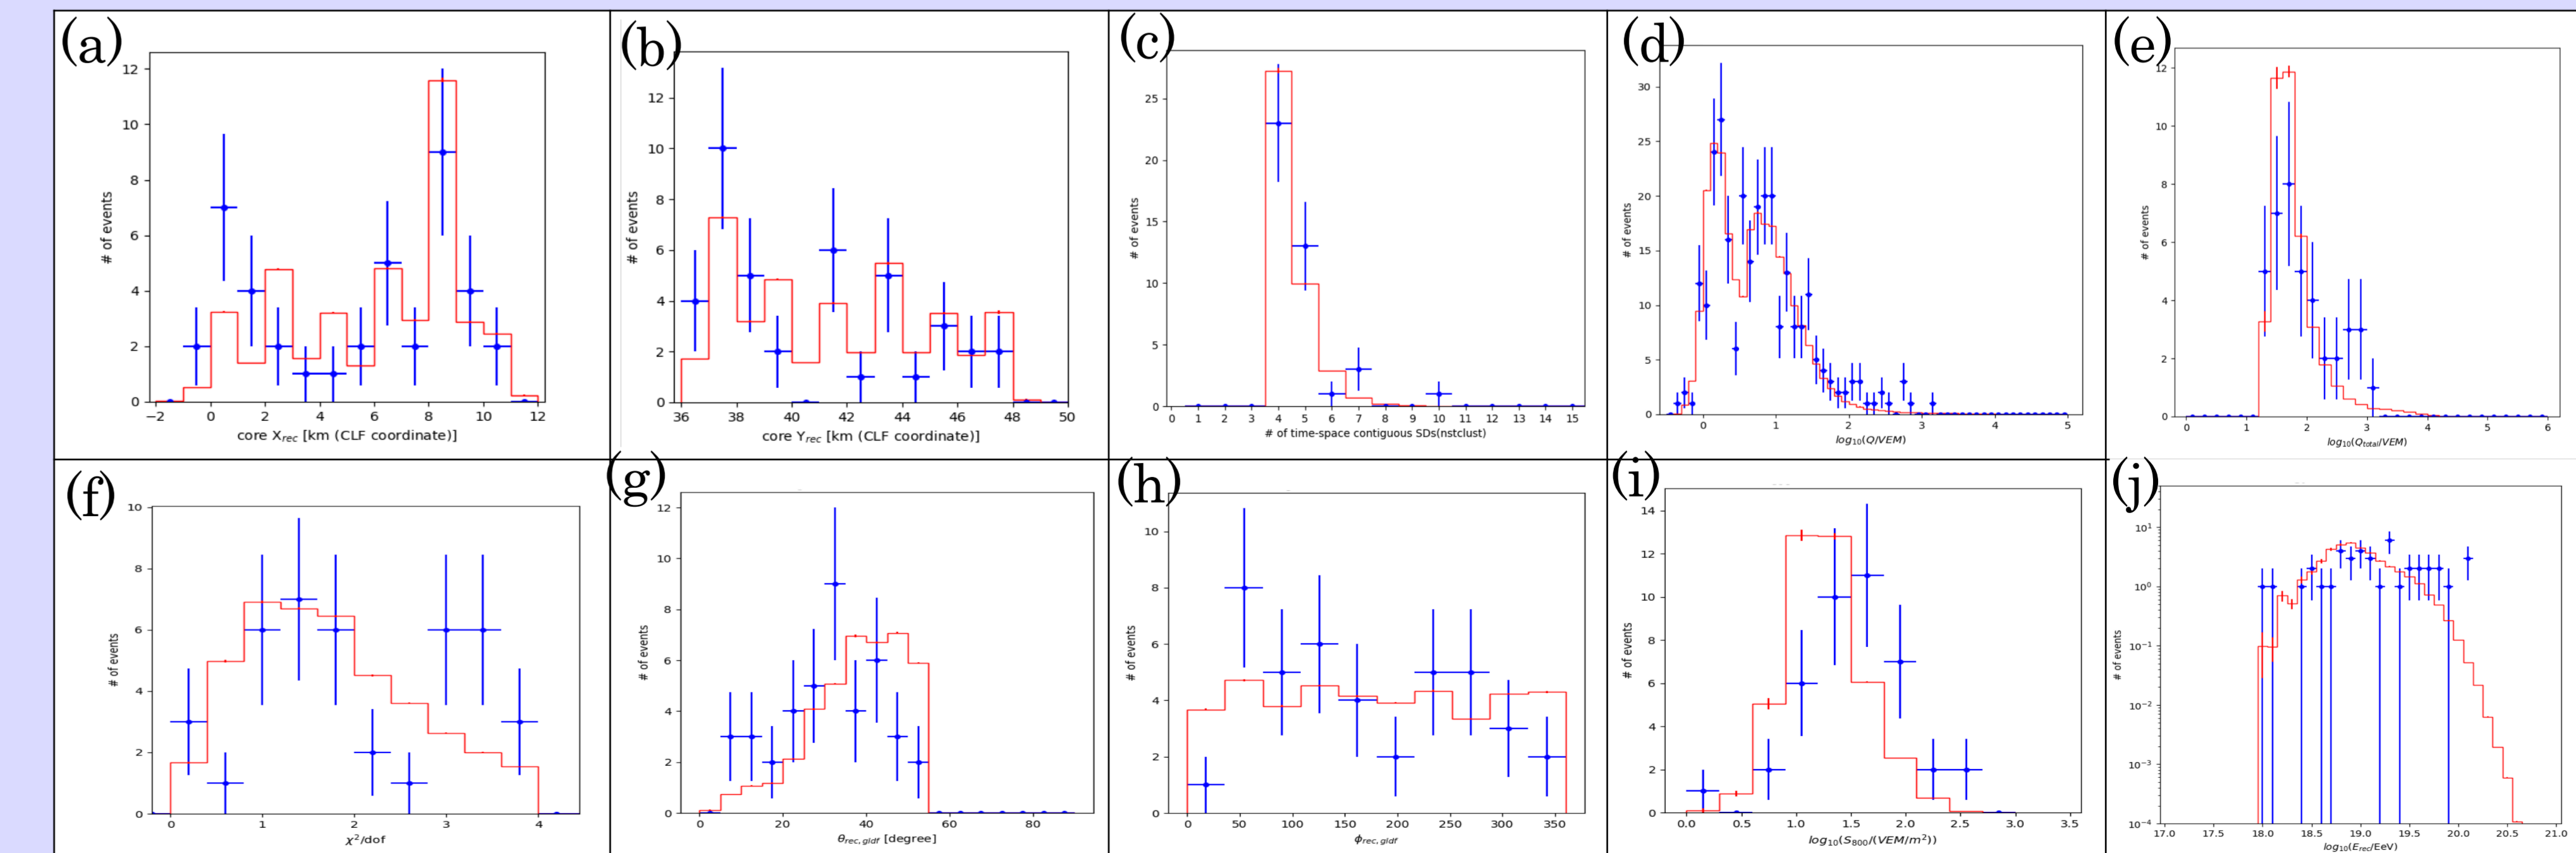 (a)
12
10
8
6
4
2
0
# of events
−2 0 2 4 6 8 10 12
core X_rec [km (CLF coordinate)]
(b)
12
10
8
6
4
2
0
# of events
36 38 40 42 44 46 48 50
core Y_rec [km (CLF coordinate)]
(c)
25
20
15
10
5
0
# of events
0 1 2 3 4 5 6 7 8 9 10 11 12 13 14 15
# of time-space contiguous SDs(nstclust)
(d)
30
25
20
15
10
5
0
# of events
0 1 2 3 4 5
log₁₀(Q/VEM)
(e)
12
10
8
6
4
2
0
# of events
0 1 2 3 4 5 6
log₁₀(Q_total/VEM)
(f)
10
8
6
4
2
0
# of events
0 1 2 3 4
χ²/dof
(g)
12
10
8
6
4
2
0
# of events
0 20 40 60 80
θ_rec, gldf [degree]
(h)
10
8
6
4
2
0
# of events
0 50 100 150 200 250 300 350
ϕ_rec, gldf
(i)
14
12
10
8
6
4
2
0
# of events
0.0 0.5 1.0 1.5 2.0 2.5 3.0 3.5
log₁₀(S₈₀₀/(VEM/m²))
(j)
10¹
10⁰
10⁻¹
10⁻²
10⁻³
10⁻⁴
# of events
17.0 17.5 18.0 18.5 19.0 19.5 20.0 20.5 21.0
log₁₀(E_rec/EeV)